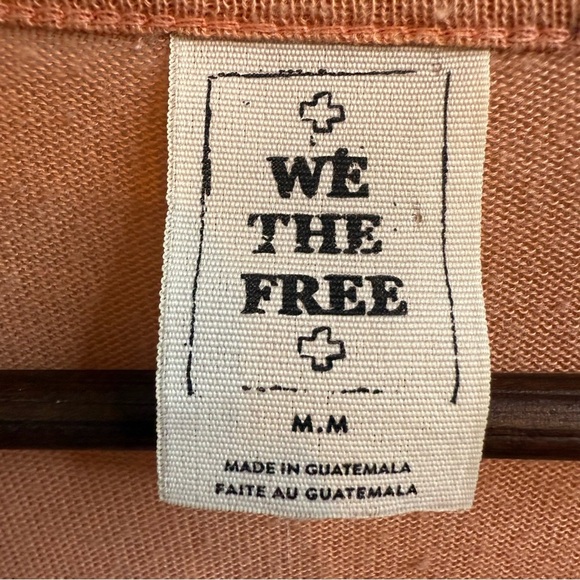 WE
THE
FREE
M.M
MADE IN GUATEMALA
FAITE AU GUATEMALA